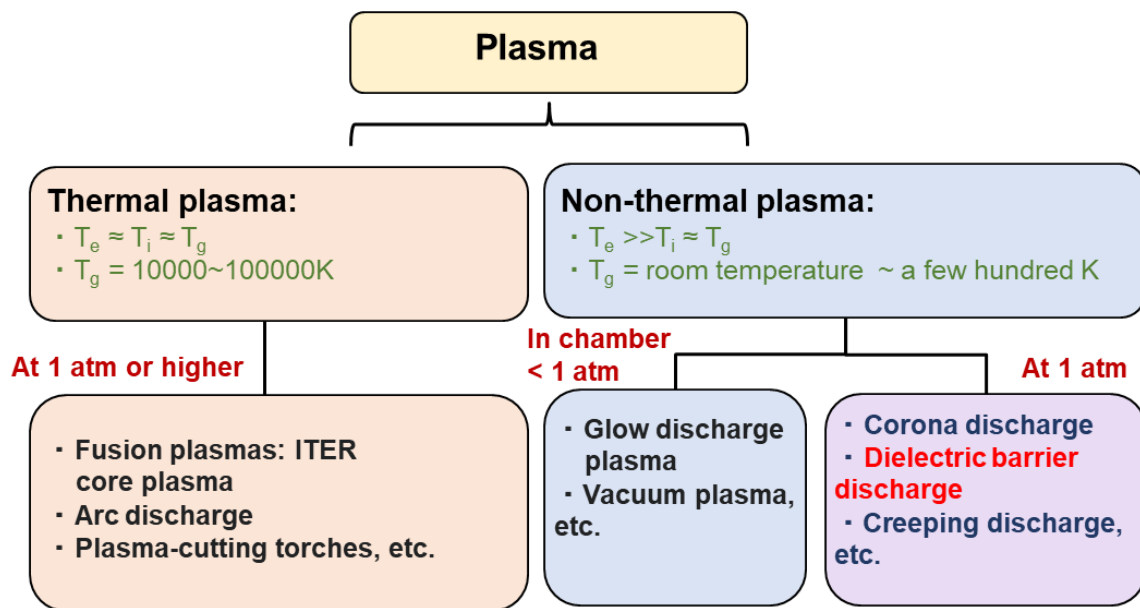 Plasma
Thermal plasma:
· Te ≈ Ti ≈ Tg
· Tg = 10000~100000K
Non-thermal plasma:
· Te >>Ti ≈ Tg
· Tg = room temperature ~ a few hundred K
At 1 atm or higher
In chamber
< 1 atm
At 1 atm
· Fusion plasmas: ITER
core plasma
· Arc discharge
· Plasma-cutting torches, etc.
· Glow discharge
plasma
· Vacuum plasma,
etc.
· Corona discharge
· Dielectric barrier
discharge
· Creeping discharge,
etc.